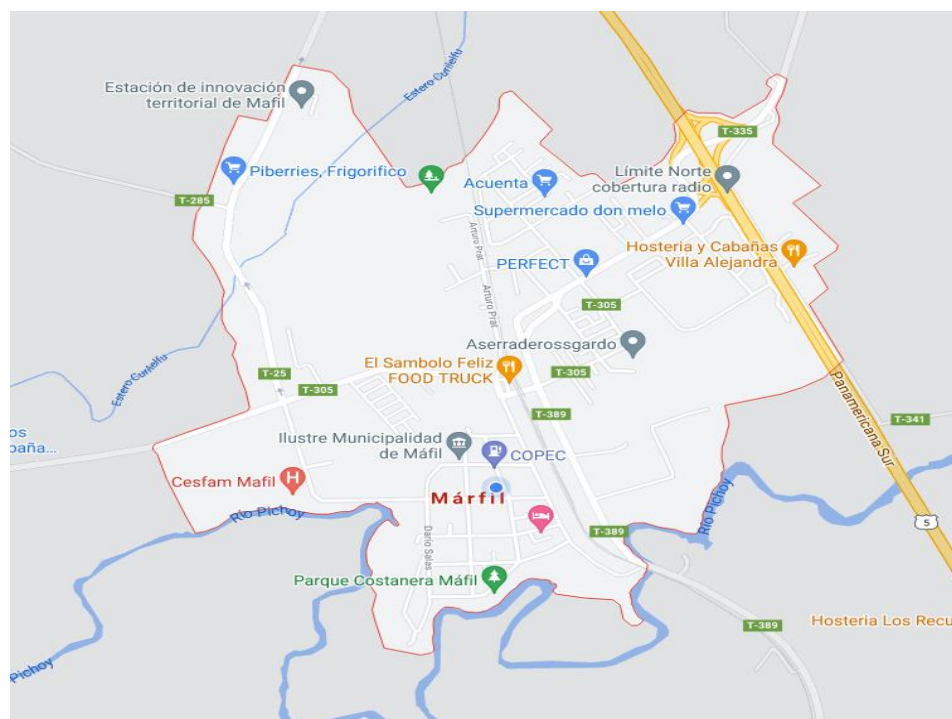 Estero Curileifu
Estación de innovación
territorial de Mafil
T-335
Piberries, Frigorifico
Acuenta
Límite Norte
cobertura radio
T-285
Supermercado don melo
Arturo Prat
Hosteria y Cabañas
Villa Alejandra
PERFECT
Arturo Prat
T-305
Aserraderossgardo
El Sambolo Feliz
FOOD TRUCK
T-25
T-305
T-305
T-389
Panamericana Sur
T-341
os
paña...
Ilustre Municipalidad
de Máfil
COPEC
Cesfam Mafil
H
Márfil
Río Pichoy
Río Pichoy
5
T-389
Darío Salas
Parque Costanera Máfil
T-389
Hosteria Los Recu
Pichoy